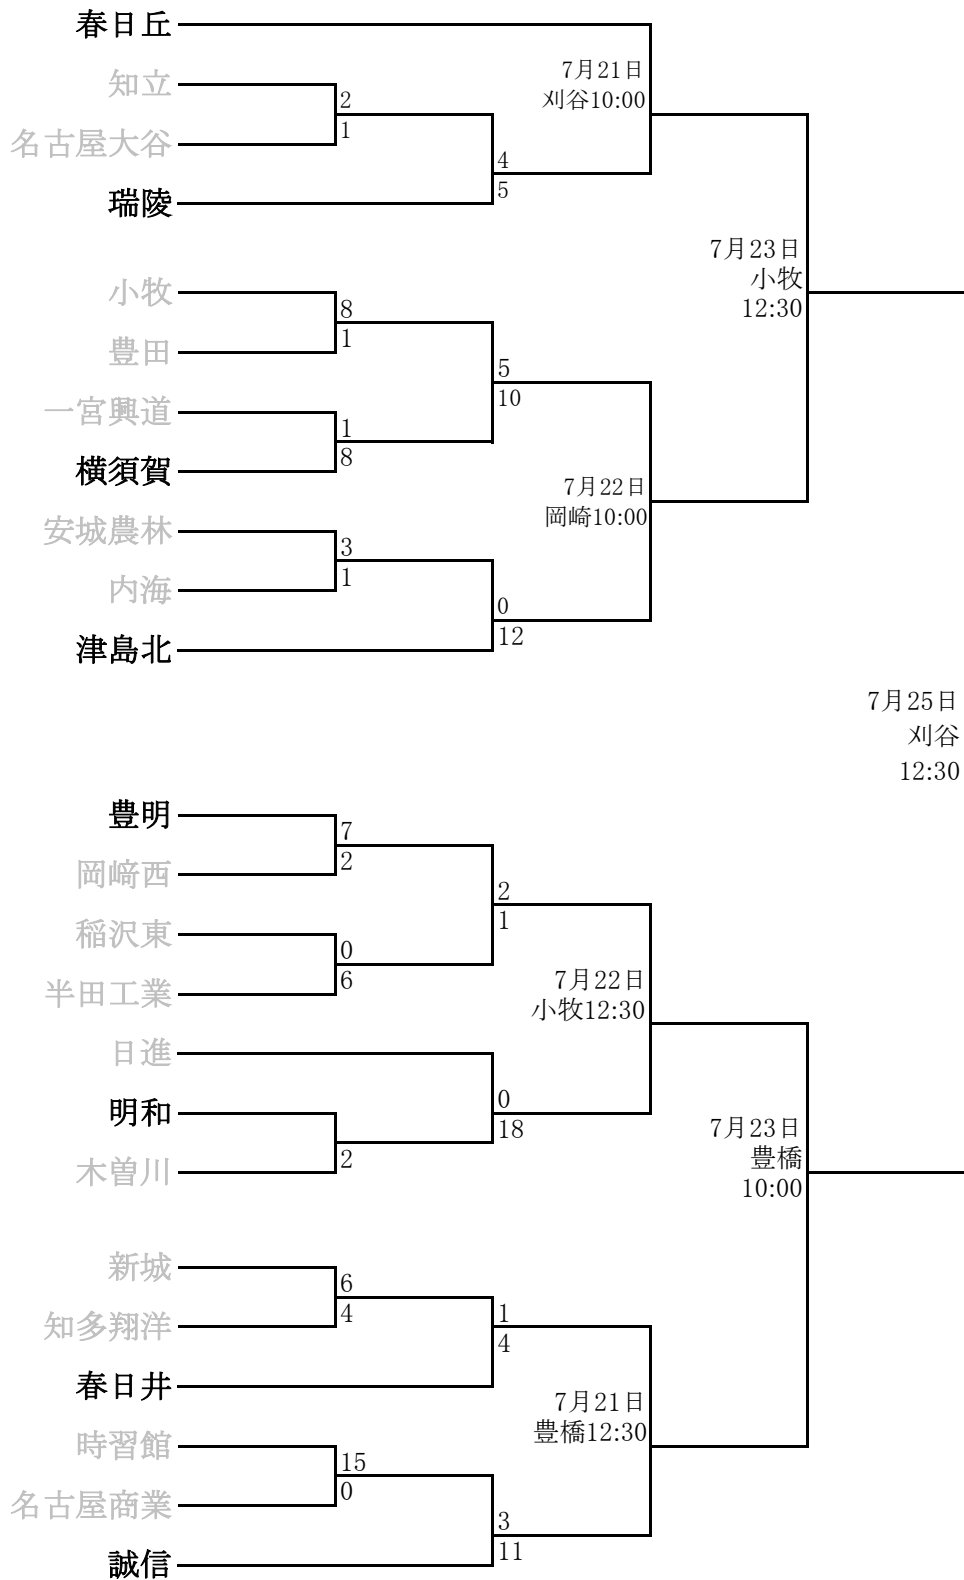 春日丘
7月21日
知立
2
刈谷10:00
1
名古屋大谷
4
5
瑞陵
7月23日
小牧
12:30
小牧
8
1
豊田
5
10
一宮興道
1
8
横須賀
7月22日
岡崎10:00
安城農林
3
1
内海
0
12
津島北
7月25日
刈谷
12:30
豊明
7
2
岡﨑西
2
1
稲沢東
0
6
半田工業
7月22日
小牧12:30
日進
0
18
明和
2
木曽川
7月23日
豊橋
10:00
新城
6
4
知多翔洋
1
4
春日井
7月21日
豊橋12:30
時習館
15
0
名古屋商業
3
11
誠信